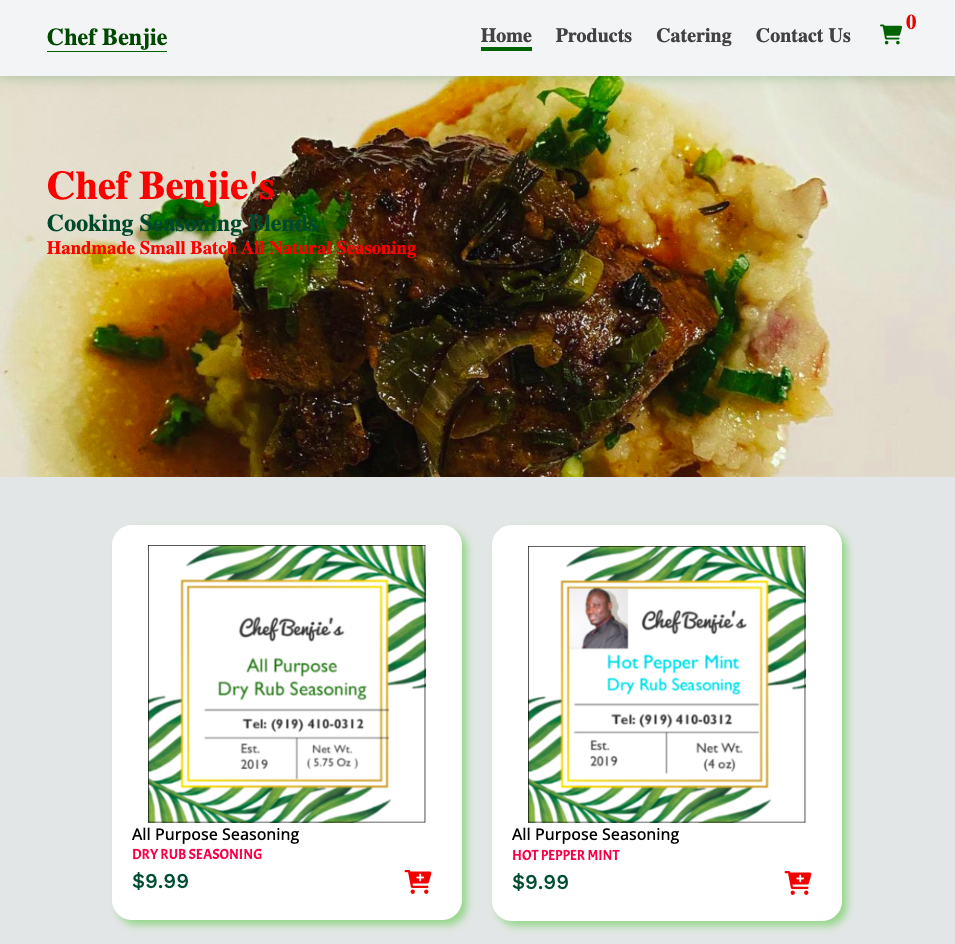 Chef Benjie
Home Products Catering Contact Us 0
Chef Benjie's
Cooking Seasoning Blends
Handmade Small Batch All Natural Seasoning
Chef Benjie's
All Purpose
Dry Rub Seasoning
Tel: (919) 410-0312
Est.
2019
Net Wt.
( 5.75 Oz )
All Purpose Seasoning
DRY RUB SEASONING
$9.99
Chef Benjie's
Hot Pepper Mint
Dry Rub Seasoning
Tel: (919) 410-0312
Est.
2019
Net Wt.
(4 oz)
All Purpose Seasoning
HOT PEPPER MINT
$9.99